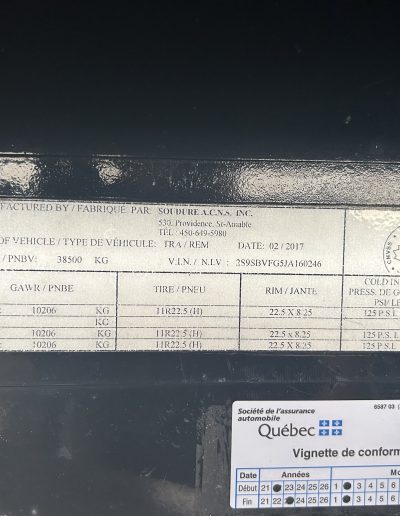 FACTURED BY / FABRIQUÉ PAR: SOUDURE A.C.N.S. INC.
530, Providence, St-Amable
TÉL : 450-649-5980
OF VEHICLE / TYPE DE VÉHICULE: TRA / REM DATE: 02 / 2017
/ PNBV: 38500 KG V.I.N. / N.I.V : 2S9SBVFG5JA160246
CMVSS
GAWR / PNBE TIRE / PNEU RIM / JANTE COLD IN
PRESS. DE G
PSI/ LE
10206 KG 11R22.5 (H) 22.5 x 8.25 125 P.S.I.
KG
10206 KG 11R22.5 (H) 22.5 X 8.25 125 P.S.I.
10206 KG 11R22.5 (H) 22.5 X 8.25 125 P.S.I.
Société de l'assurance
automobile
Québec
6587 03
Vignette de conform
Date Années Mo
Début 21 23 24 25 26 1 3 4 5 6
Fin 21 22 24 25 26 1 3 4 5 6